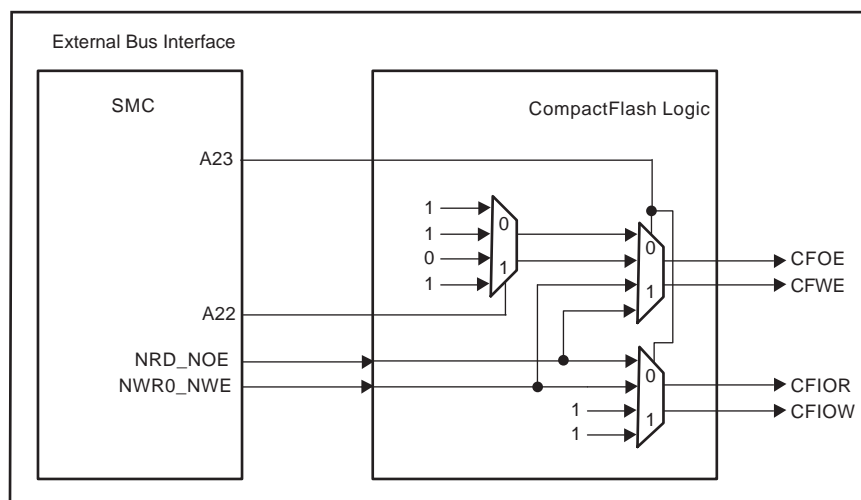 External Bus Interface
SMC
CompactFlash Logic
A23
1
1
0
1
0
1
0
1
CFOE
CFWE
A22
NRD_NOE
NWR0_NWE
1
1
0
1
CFIOR
CFIOW